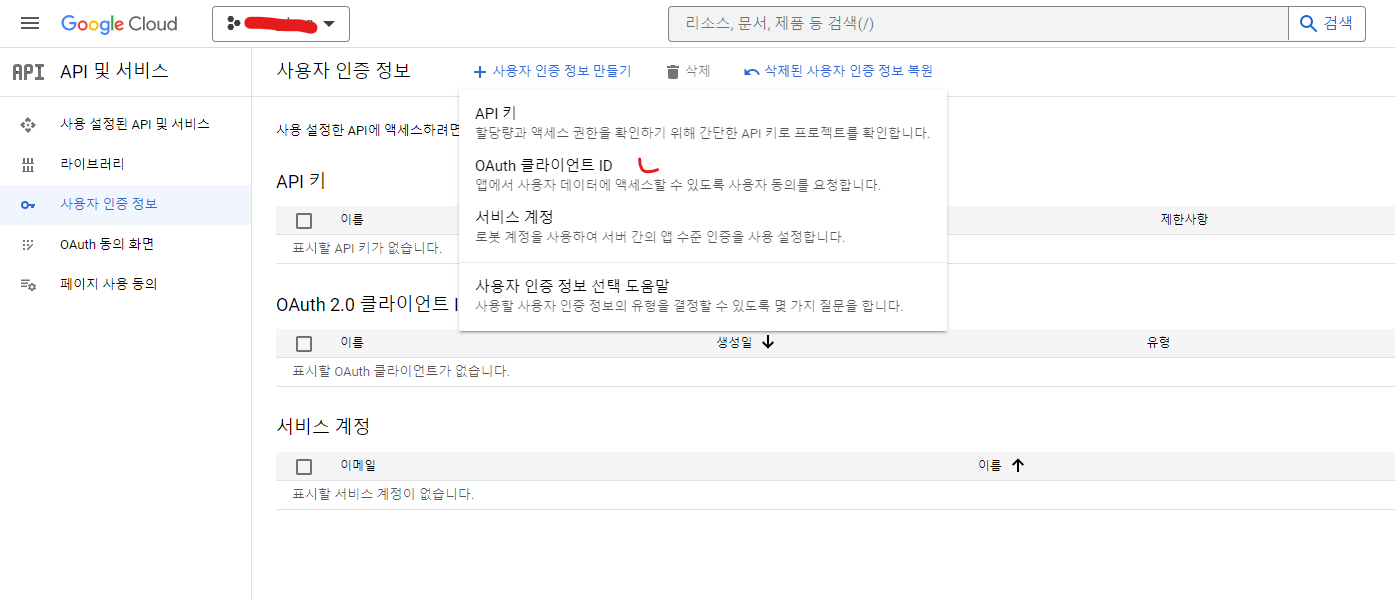 Google Cloud
리소스, 문서, 제품 등 검색(/)
검색
API API 및 서비스
사용자 인증 정보
사용자 인증 정보 만들기
삭제
삭제된 사용자 인증 정보 복원
사용 설정된 API 및 서비스
라이브러리
사용자 인증 정보
OAuth 동의 화면
페이지 사용 동의
사용 설정한 API에 액세스하려면
API 키
할당량과 액세스 권한을 확인하기 위해 간단한 API 키로 프로젝트를 확인합니다.
OAuth 클라이언트 ID
앱에서 사용자 데이터에 액세스할 수 있도록 사용자 동의를 요청합니다.
서비스 계정
로봇 계정을 사용하여 서버 간의 앱 수준 인증을 사용 설정합니다.
사용자 인증 정보 선택 도움말
사용할 사용자 인증 정보의 유형을 결정할 수 있도록 몇 가지 질문을 합니다.
API 키
이름
제한사항
표시할 API 키가 없습니다.
OAuth 2.0 클라이언트 I
이름
생성일
유형
표시할 OAuth 클라이언트가 없습니다.
서비스 계정
이메일
이름
표시할 서비스 계정이 없습니다.